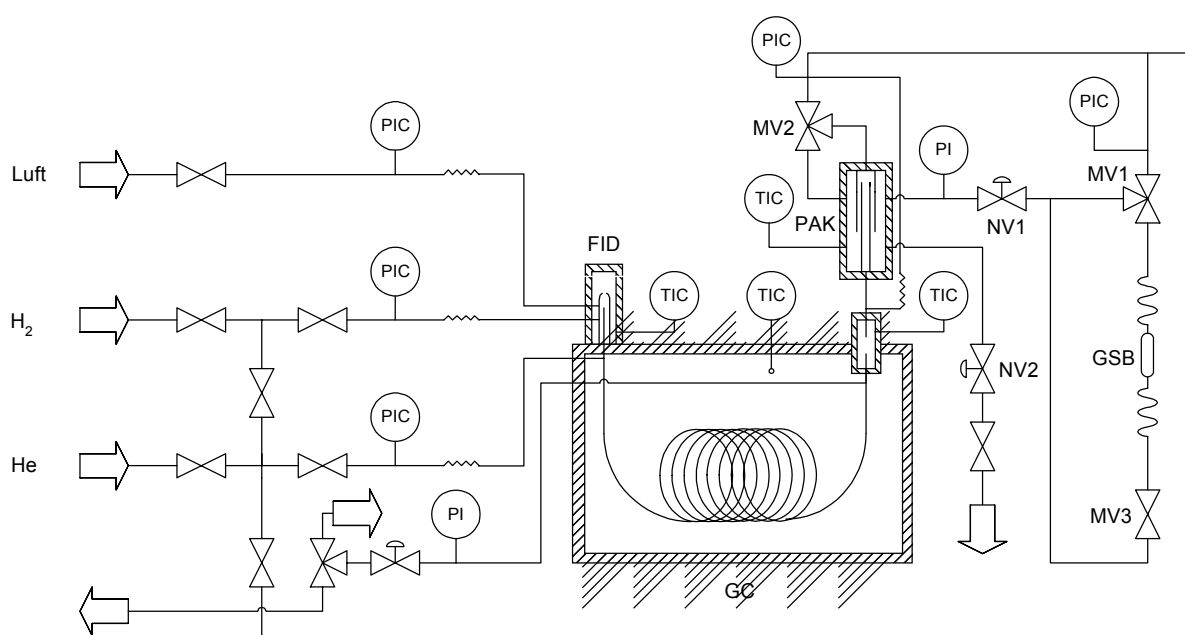 PIC
PIC
PIC
MV2
PI
MV1
Luft
TIC
PAK
NV1
FID
PIC
TIC
TIC
TIC
H2
GSB
NV2
PIC
He
PI
MV3
GC